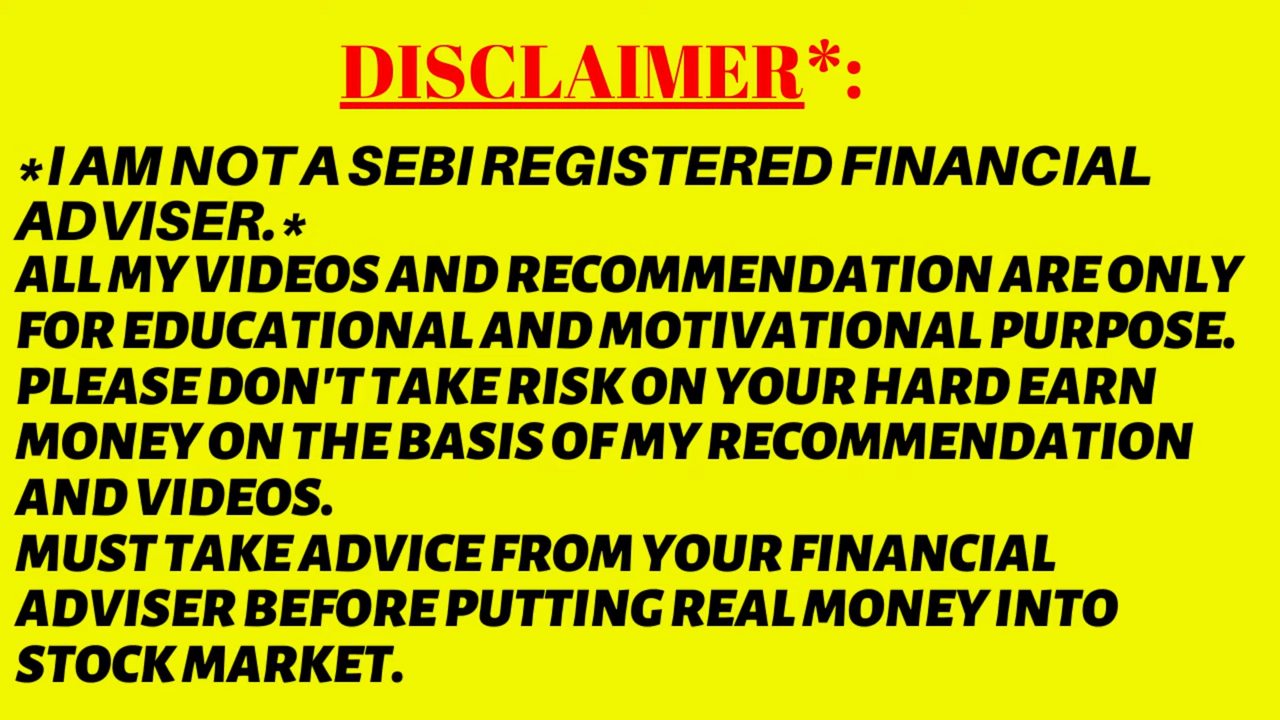 DISCLAIMER*:
*I AM NOT A SEBI REGISTERED FINANCIAL
ADVISER.*
ALL MY VIDEOS AND RECOMMENDATION ARE ONLY
FOR EDUCATIONAL AND MOTIVATIONAL PURPOSE.
PLEASE DON'T TAKE RISK ON YOUR HARD EARN
MONEY ON THE BASIS OF MY RECOMMENDATION
AND VIDEOS.
MUST TAKE ADVICE FROM YOUR FINANCIAL
ADVISER BEFORE PUTTING REAL MONEY INTO
STOCK MARKET.